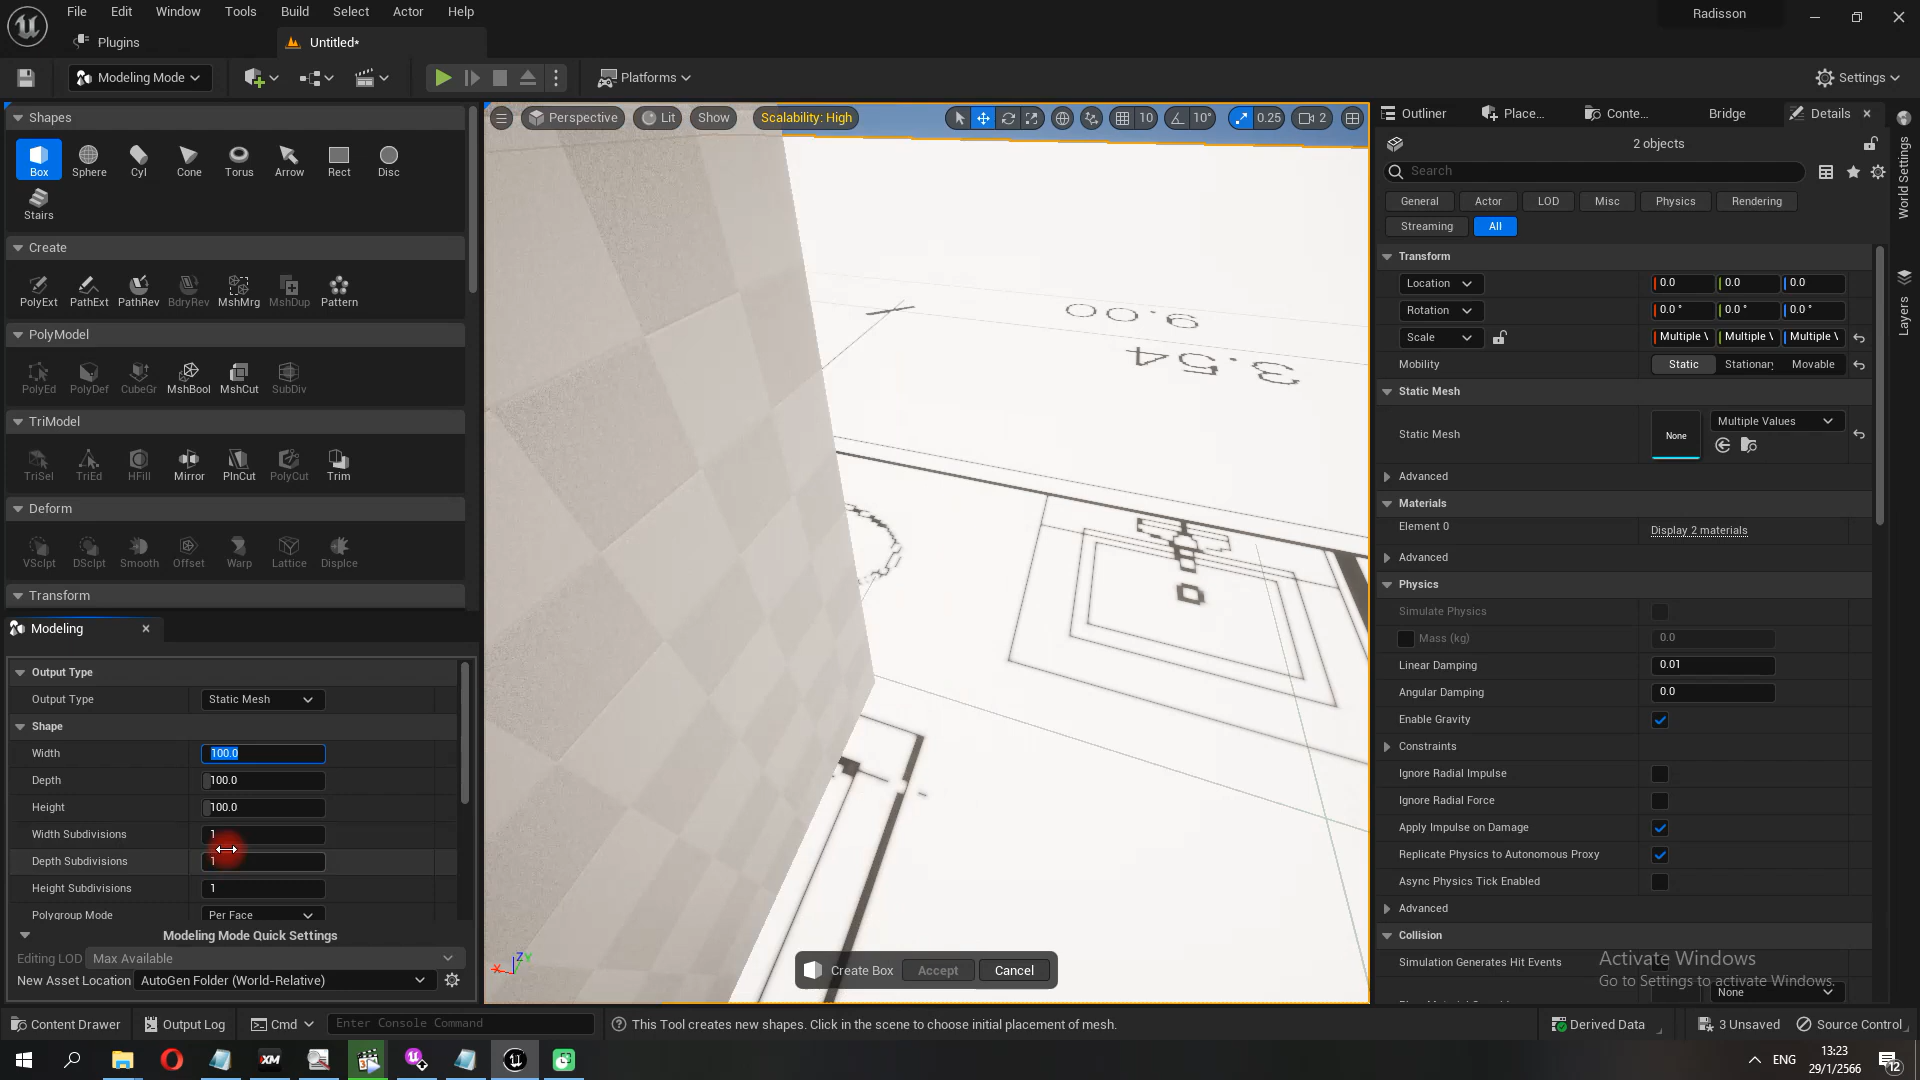 File Edit Window Tools Build Select Actor Help
Radisson
Plugins
Untitled*
Modeling Mode
Platforms
Settings
Shapes
Box Sphere Cyl Cone Torus Arrow Rect Disc
Stairs
Create
PolyExt PathExt PathRev BdryRev MshMrg MshDup Pattern
PolyModel
PolyEd PolyDef CubeGr MshBool MshCut SubDiv
TriModel
TriSel TriEd HFill Mirror PlnCut PolyCut Trim
Deform
VSclpt DSclpt Smooth Offset Warp Lattice Displce
Transform
Modeling
Output Type
Output Type Static Mesh
Shape
Width 100.0
Depth 100.0
Height 100.0
Width Subdivisions 1
Depth Subdivisions 1
Height Subdivisions 1
Polygroup Mode Per Face
Modeling Mode Quick Settings
Editing LOD Max Available
New Asset Location AutoGen Folder (World-Relative)
Perspective Lit Show Scalability: High 10 10° 0.25 2
9.00
3.54
Z Y
X
Create Box Accept Cancel
Outliner Place... Conte... Bridge Details
2 objects
Search
General Actor LOD Misc Physics Rendering
Streaming All
Transform
Location 0.0 0.0 0.0
Rotation 0.0 ° 0.0 ° 0.0 °
Scale Multiple \ Multiple \ Multiple \
Mobility Static Stationary Movable
Static Mesh
Static Mesh None Multiple Values
Advanced
Materials
Element 0 Display 2 materials
Advanced
Physics
Simulate Physics
Mass (kg) 0.0
Linear Damping 0.01
Angular Damping 0.0
Enable Gravity
Constraints
Ignore Radial Impulse
Ignore Radial Force
Apply Impulse on Damage
Replicate Physics to Autonomous Proxy
Async Physics Tick Enabled
Advanced
Collision
Simulation Generates Hit Events
None
Activate Windows
Go to Settings to activate Windows.
World Settings
Layers
Content Drawer Output Log Cmd Enter Console Command This Tool creates new shapes. Click in the scene to choose initial placement of mesh. Derived Data 3 Unsaved Source Control
XM
ENG
13:23
29/1/2566
12